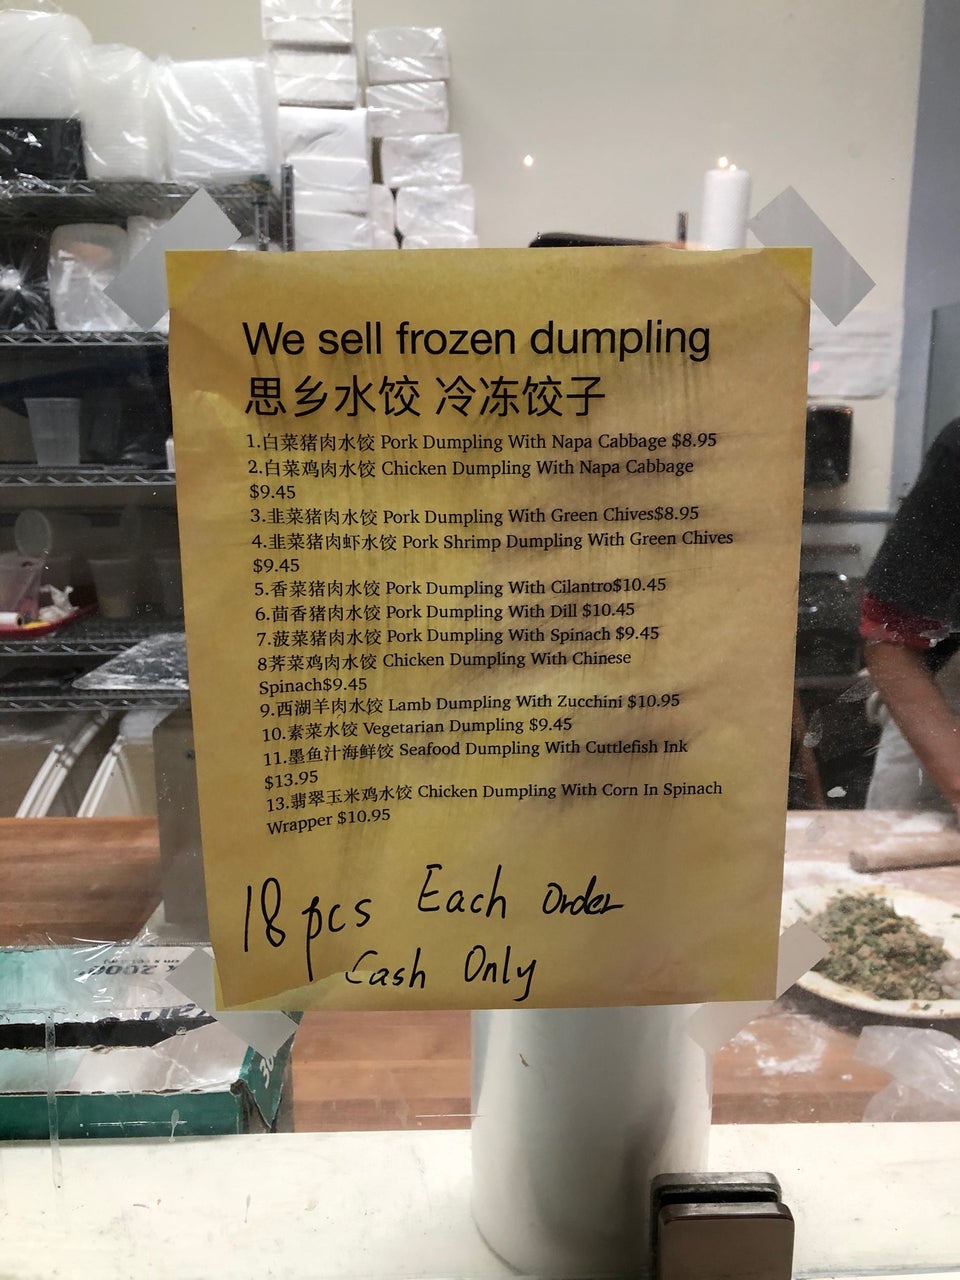 We sell frozen dumpling
思乡水饺 冷冻饺子
1.白菜猪肉水饺 Pork Dumpling With Napa Cabbage $8.95
2.白菜鸡肉水饺 Chicken Dumpling With Napa Cabbage
$9.45
3.韭菜猪肉水饺 Pork Dumpling With Green Chives$8.95
4.韭菜猪肉虾水饺 Pork Shrimp Dumpling With Green Chives
$9.45
5.香菜猪肉水饺 Pork Dumpling With Cilantro$10.45
6.茴香猪肉水饺 Pork Dumpling With Dill $10.45
7.菠菜猪肉水饺 Pork Dumpling With Spinach $9.45
8荠菜鸡肉水饺 Chicken Dumpling With Chinese
Spinach$9.45
9.西湖羊肉水饺 Lamb Dumpling With Zucchini $10.95
10.素菜水饺 Vegetarian Dumpling $9.45
11.墨鱼汁海鲜饺 Seafood Dumpling With Cuttlefish Ink
$13.95
13.翡翠玉米鸡水饺 Chicken Dumpling With Corn In Spinach
Wrapper $10.95
18 pcs Each Order
Cash Only